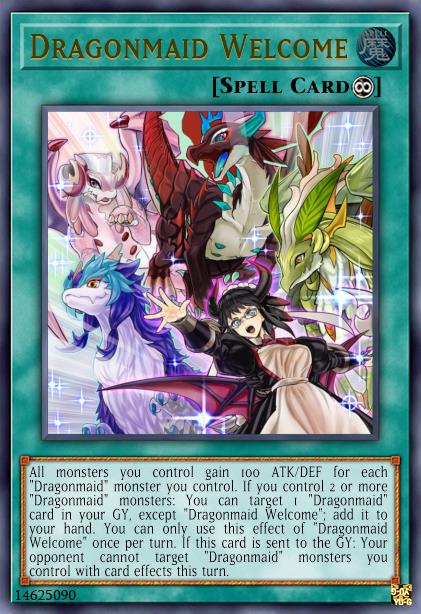 Dragonmaid Welcome
[Spell Card]
All monsters you control gain 100 ATK/DEF for each
"Dragonmaid" monster you control. If you control 2 or more
"Dragonmaid" monsters: You can target 1 "Dragonmaid"
card in your GY, except "Dragonmaid Welcome"; add it to
your hand. You can only use this effect of "Dragonmaid
Welcome" once per turn. If this card is sent to the GY: Your
opponent cannot target "Dragonmaid" monsters you
control with card effects this turn.
14625090